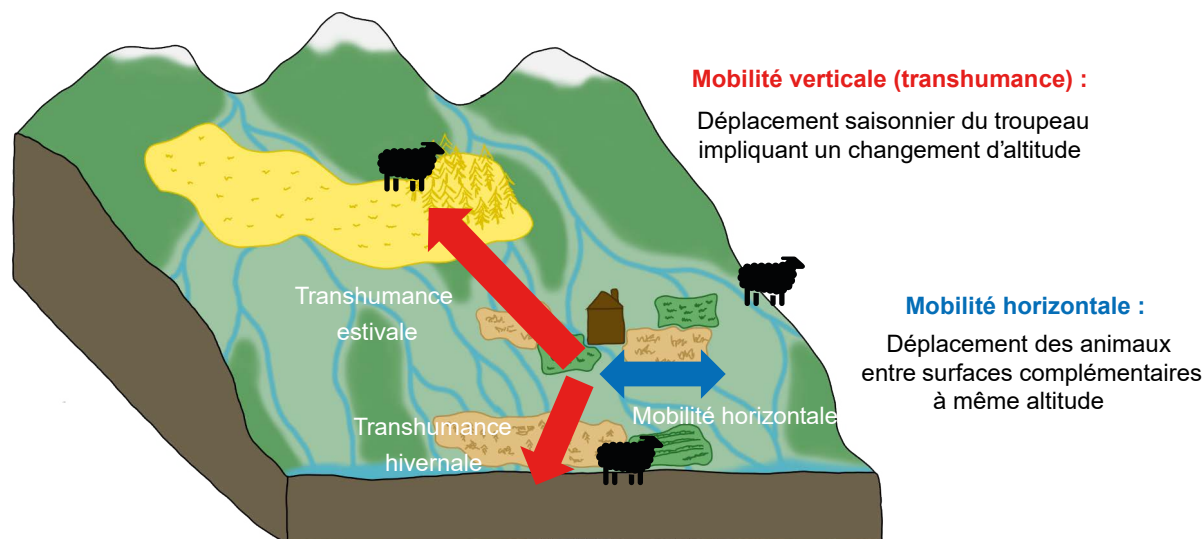 Mobilité verticale (transhumance) :
Déplacement saisonnier du troupeau
impliquant un changement d’altitude
Transhumance
estivale
Mobilité horizontale :
Déplacement des animaux
entre surfaces complémentaires
à même altitude
Mobilité horizontale
Transhumance
hivernale